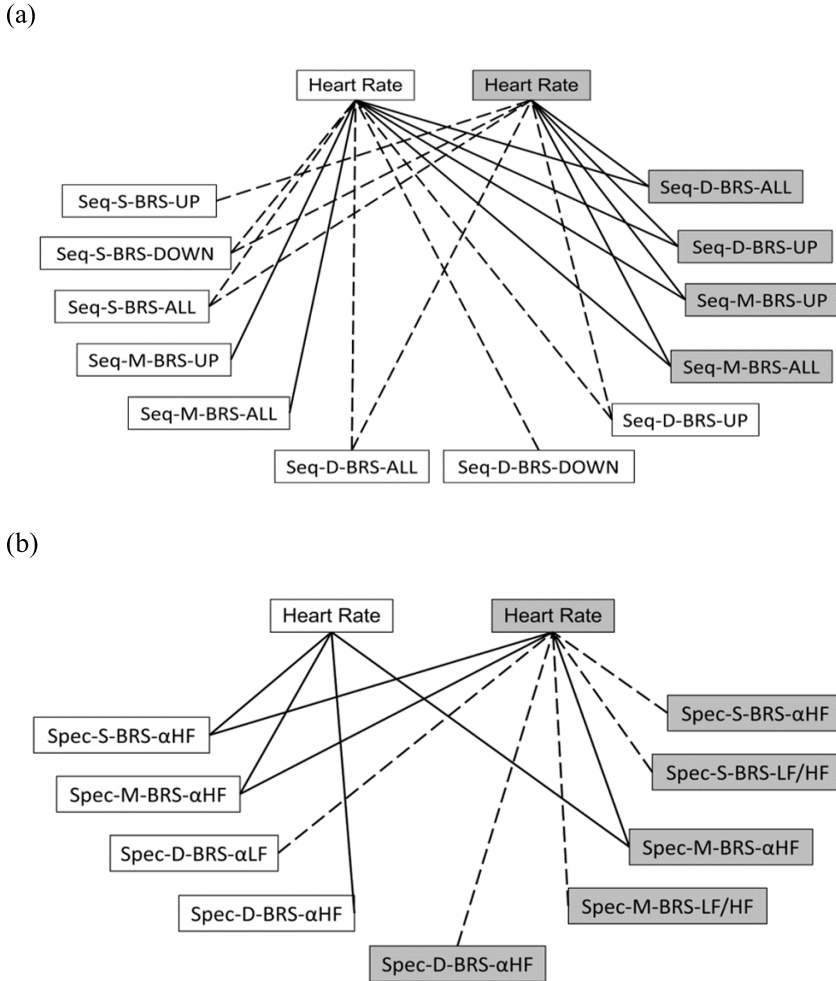 (a)
Heart Rate
Heart Rate
Seq-S-BRS-UP
Seq-D-BRS-ALL
Seq-S-BRS-DOWN
Seq-D-BRS-UP
Seq-S-BRS-ALL
Seq-M-BRS-UP
Seq-M-BRS-UP
Seq-M-BRS-ALL
Seq-M-BRS-ALL
Seq-D-BRS-UP
Seq-D-BRS-ALL
Seq-D-BRS-DOWN
(b)
Heart Rate
Heart Rate
Spec-S-BRS-αHF
Spec-S-BRS-αHF
Spec-S-BRS-LF/HF
Spec-M-BRS-αHF
Spec-M-BRS-αHF
Spec-D-BRS-αLF
Spec-D-BRS-αHF
Spec-M-BRS-LF/HF
Spec-D-BRS-αHF